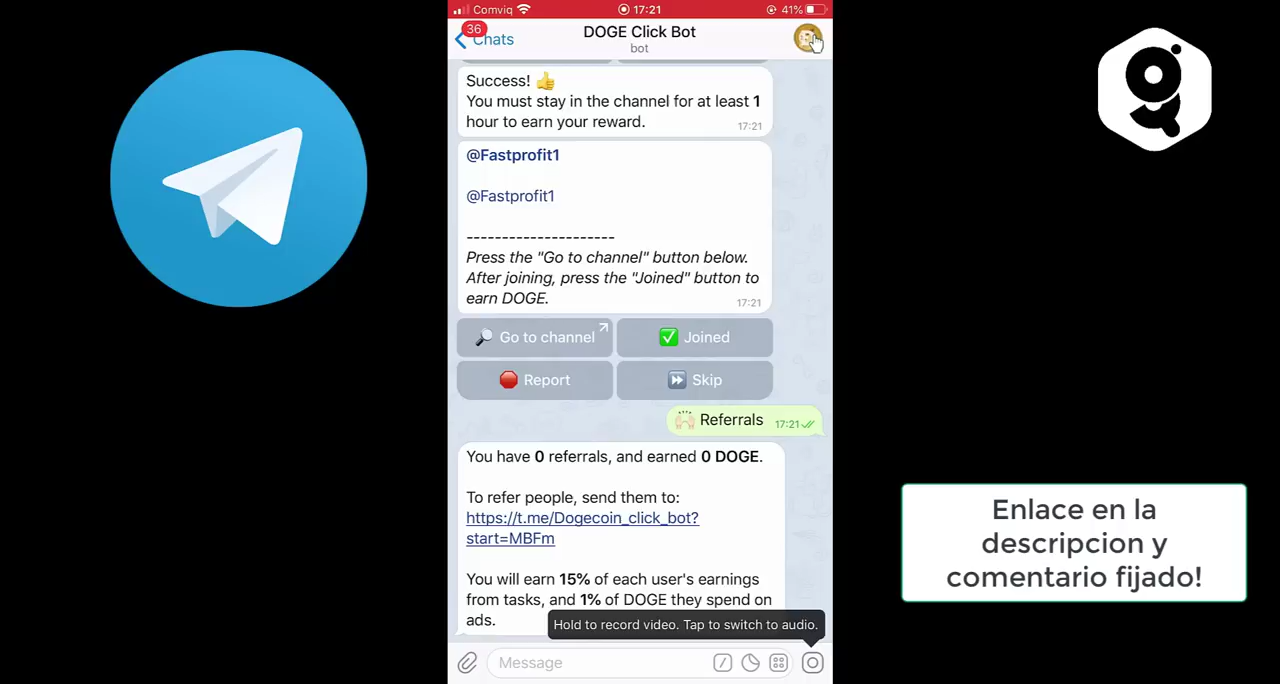 Comviq 17:21 41%
36
Chats
DOGE Click Bot
bot
Success! 👍
You must stay in the channel for at least 1
hour to earn your reward.
17:21
@Fastprofit1
@Fastprofit1
---------------------
Press the "Go to channel" button below.
After joining, press the "Joined" button to
earn DOGE.
17:21
🔎 Go to channel
✅ Joined
🛑 Report
⏩ Skip
🙌 Referrals 17:21
You have 0 referrals, and earned 0 DOGE.
To refer people, send them to:
https://t.me/Dogecoin_click_bot?
start=MBFm
You will earn 15% of each user's earnings
from tasks, and 1% of DOGE they spend on
ads.
Hold to record video. Tap to switch to audio.
Message
Enlace en la
descripcion y
comentario fijado!